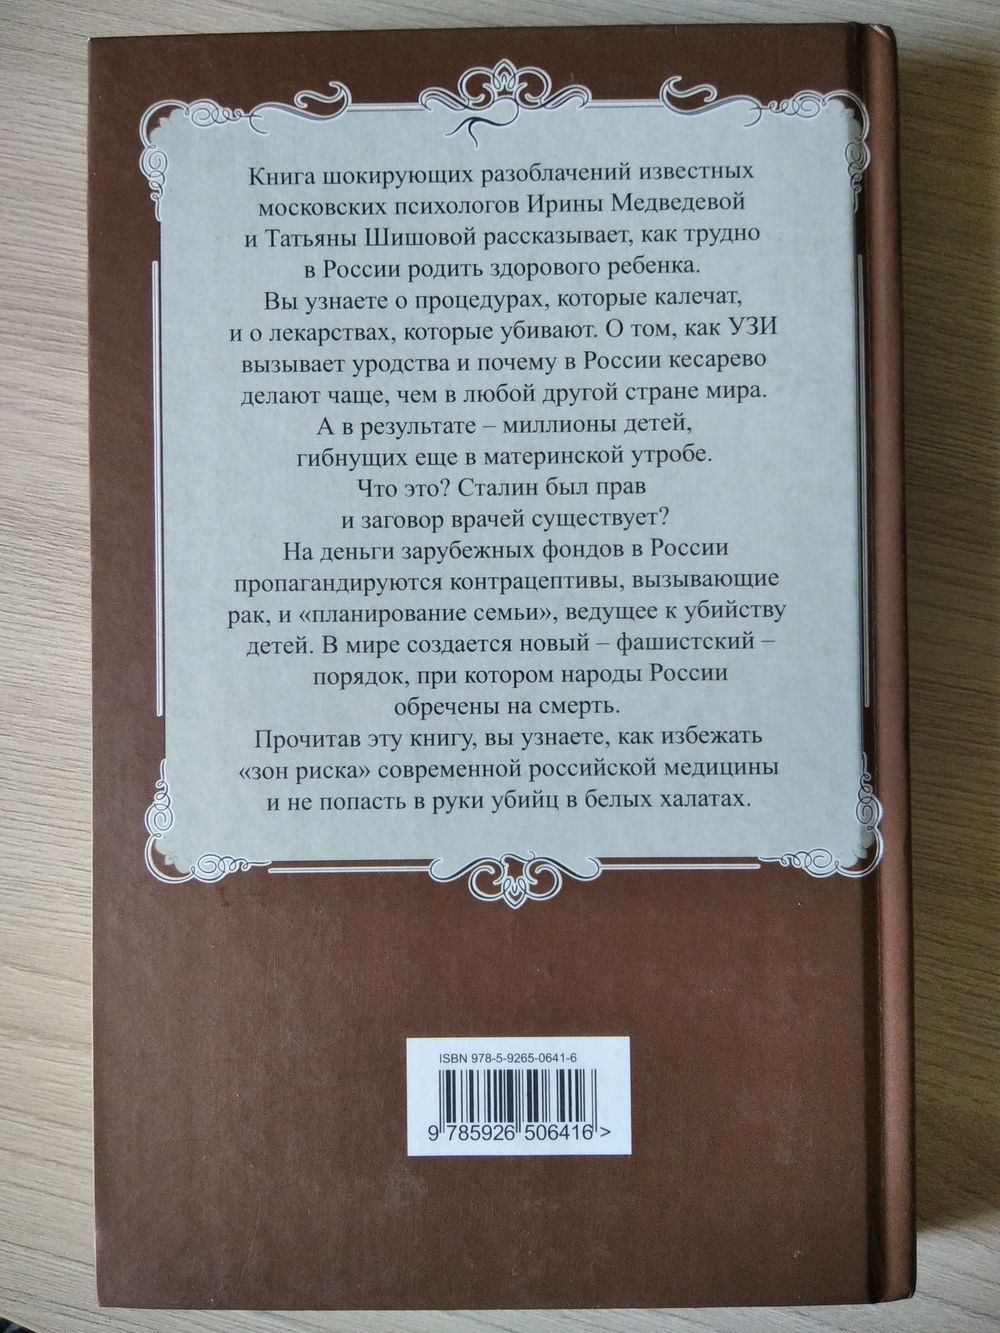 Книга шокирующих разоблачений известных
московских психологов Ирины Медведевой
и Татьяны Шишовой рассказывает, как трудно
в России родить здорового ребенка.
Вы узнаете о процедурах, которые калечат,
и о лекарствах, которые убивают. О том, как УЗИ
вызывает уродства и почему в России кесарево
делают чаще, чем в любой другой стране мира.
А в результате – миллионы детей,
гибнущих еще в материнской утробе.
Что это? Сталин был прав
и заговор врачей существует?
На деньги зарубежных фондов в России
пропагандируются контрацептивы, вызывающие
рак, и «планирование семьи», ведущее к убийству
детей. В мире создается новый – фашистский –
порядок, при котором народы России
обречены на смерть.
Прочитав эту книгу, вы узнаете, как избежать
«зон риска» современной российской медицины
и не попасть в руки убийц в белых халатах.
ISBN 978-5-9265-0641-6
9 785926 506416 >